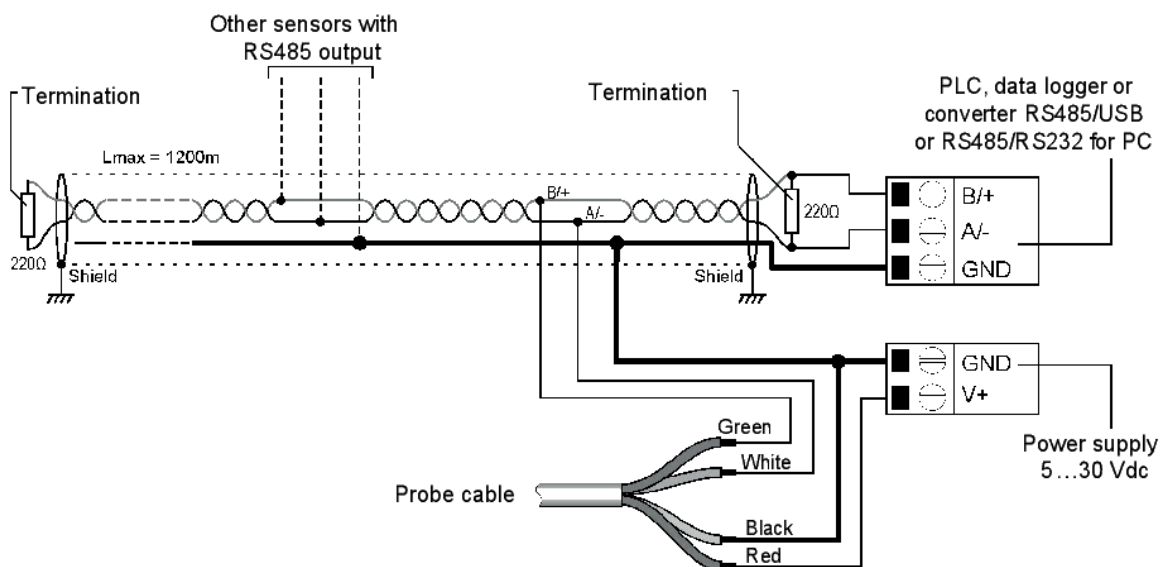 Other sensors with
RS485 output
Termination
Termination
PLC, data logger or
converter RS485/USB
or RS485/RS232 for PC
Lmax = 1200m
B/+
A/-
220Ω
220Ω
Shield
Shield
B/+
A/-
GND
GND
V+
Power supply
5...30 Vdc
Probe cable
Green
White
Black
Red